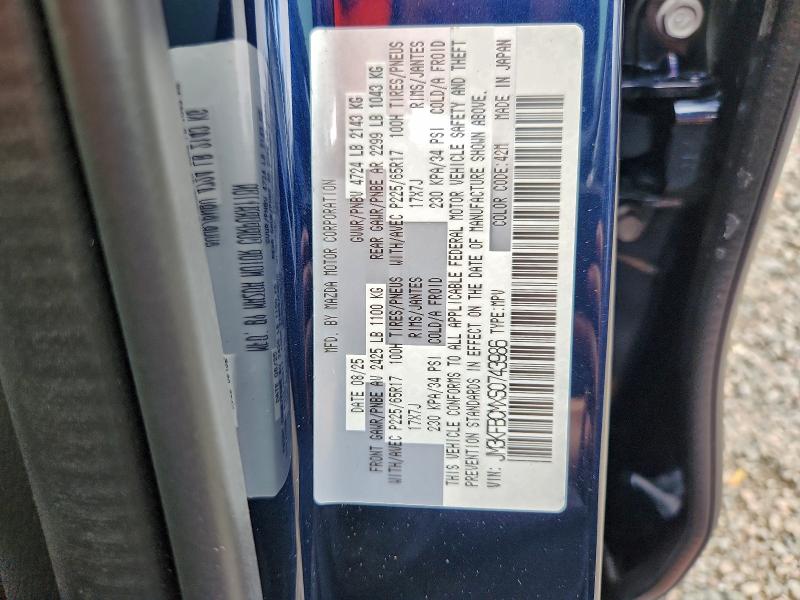 MFD. BY MAZDA MOTOR CORPORATION
DATE 08/25 GVWR/PNBV 4724 LB 2143 KG
FRONT GAWR/PNBE AV 2425 LB 1100 KG REAR GAWR/PNBE AR 2299 LB 1043 KG
WITH/AVEC P225/65R17 100H TIRES/PNEUS WITH/AVEC P225/65R17 100H TIRES/PNEUS
17X7J RIMS/JANTES 17X7J RIMS/JANTES
230 KPA/34 PSI COLD/A FROID 230 KPA/34 PSI COLD/A FROID
THIS VEHICLE CONFORMS TO ALL APPLICABLE FEDERAL MOTOR VEHICLE SAFETY AND THEFT
PREVENTION STANDARDS IN EFFECT ON THE DATE OF MANUFACTURE SHOWN ABOVE.
VIN: JM3KFBCMXS0743986 TYPE:MPV COLOR CODE:42M MADE IN JAPAN